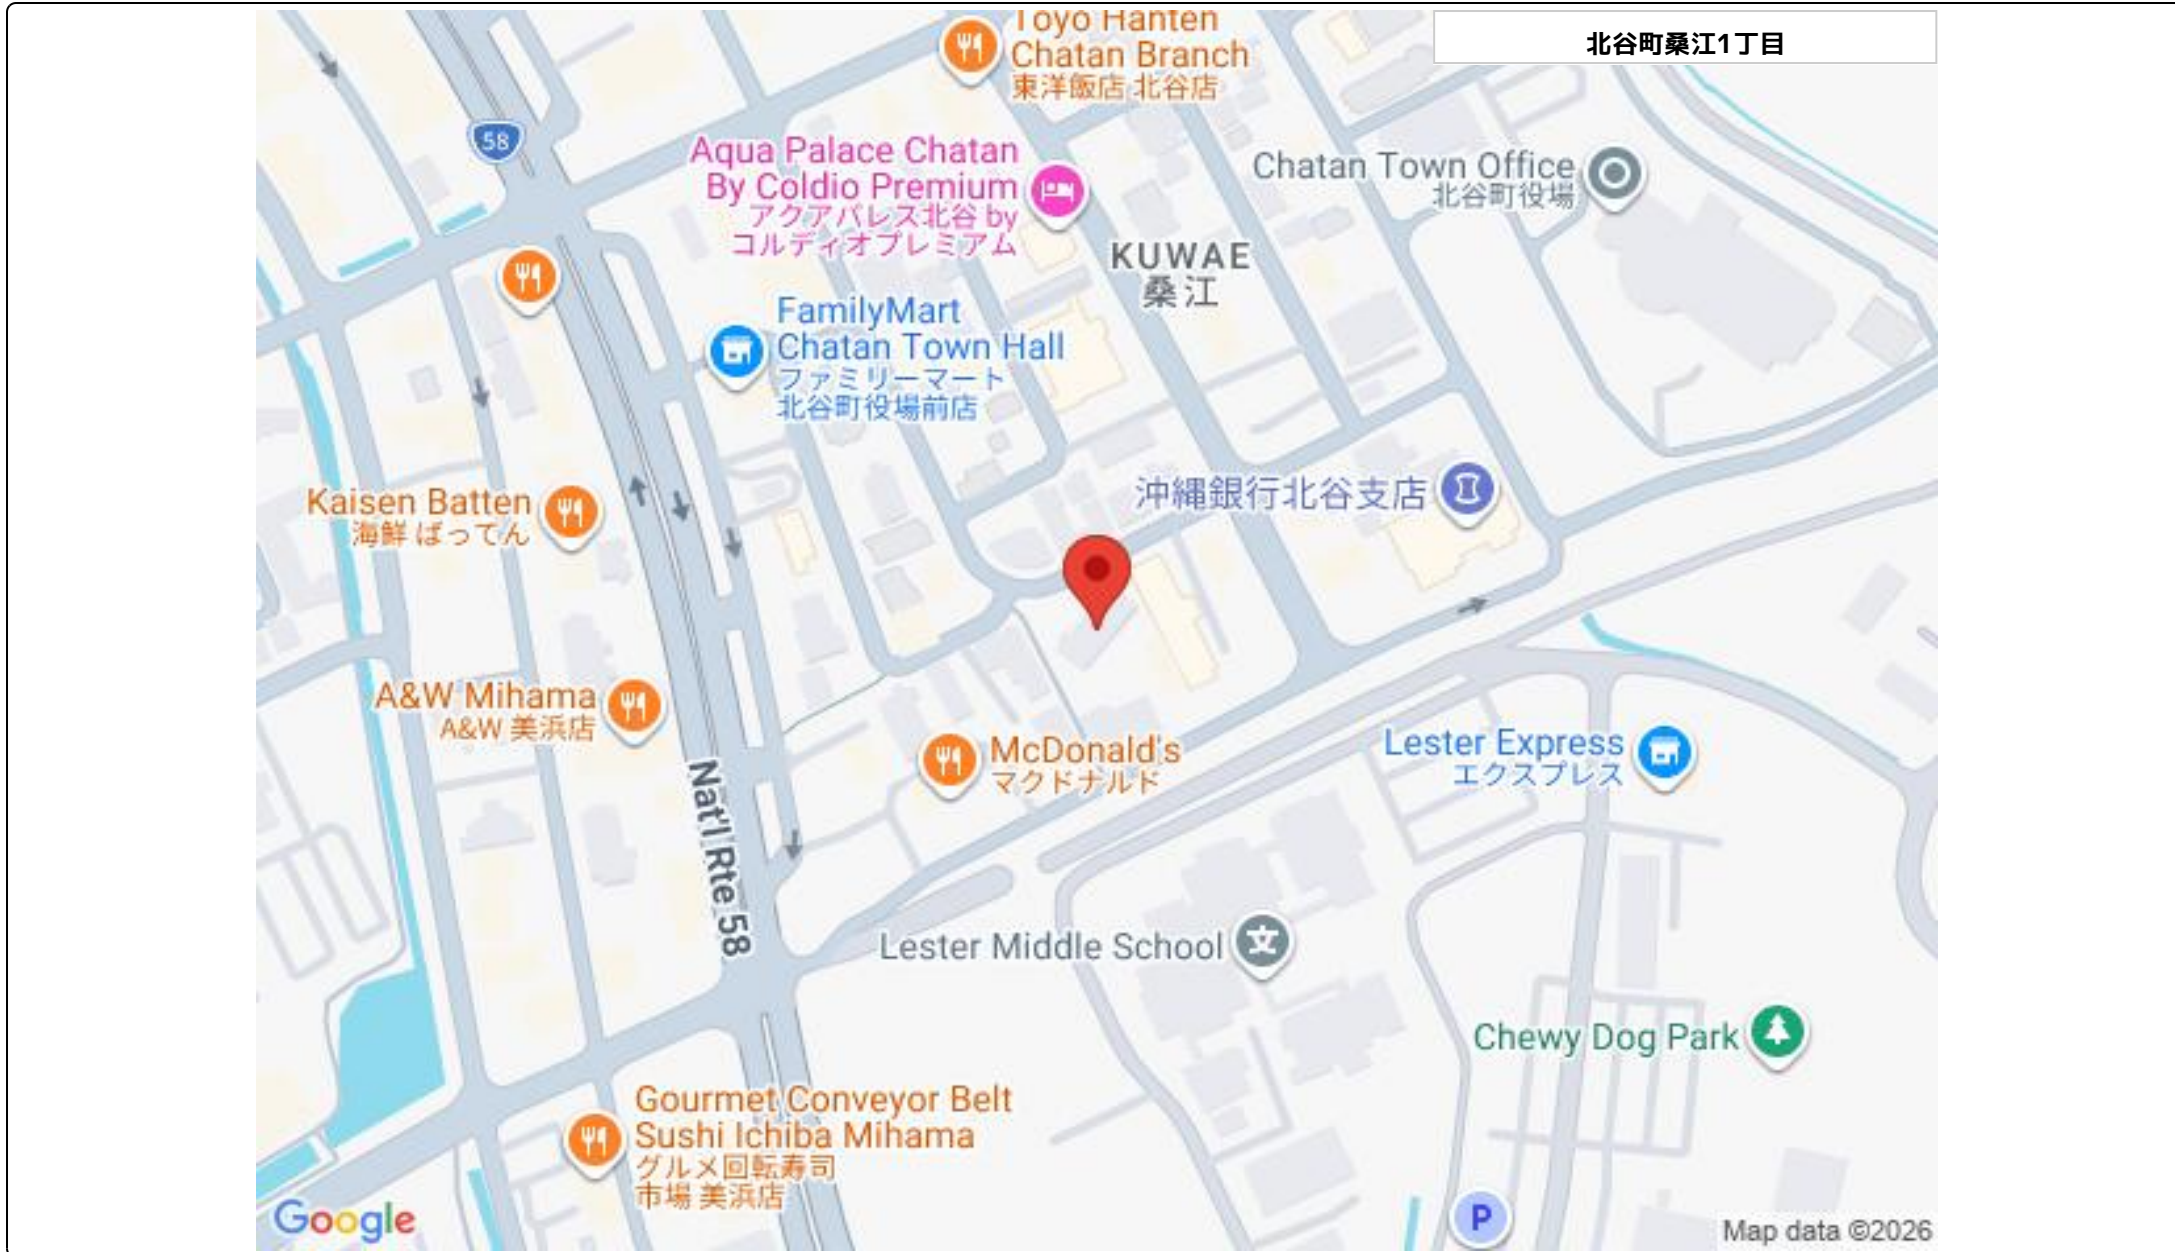 Toyo Hanten
Chatan Branch
東洋飯店 北谷店
北谷町桑江1丁目
58
Aqua Palace Chatan
By Coldio Premium
アクアパレス北谷 by
コルディオプレミアム
Chatan Town Office
北谷町役場
KUWAE
桑江
FamilyMart
Chatan Town Hall
ファミリーマート
北谷町役場前店
Kaisen Batten
海鮮 ばってん
沖縄銀行北谷支店
A&W Mihama
A&W 美浜店
McDonald's
マクドナルド
Lester Express
エクスプレス
Nat'l Rte 58
Lester Middle School
文
Chewy Dog Park
Gourmet Conveyor Belt
Sushi Ichiba Mihama
グルメ回転寿司
市場 美浜店
P
Google
Map data ©2026